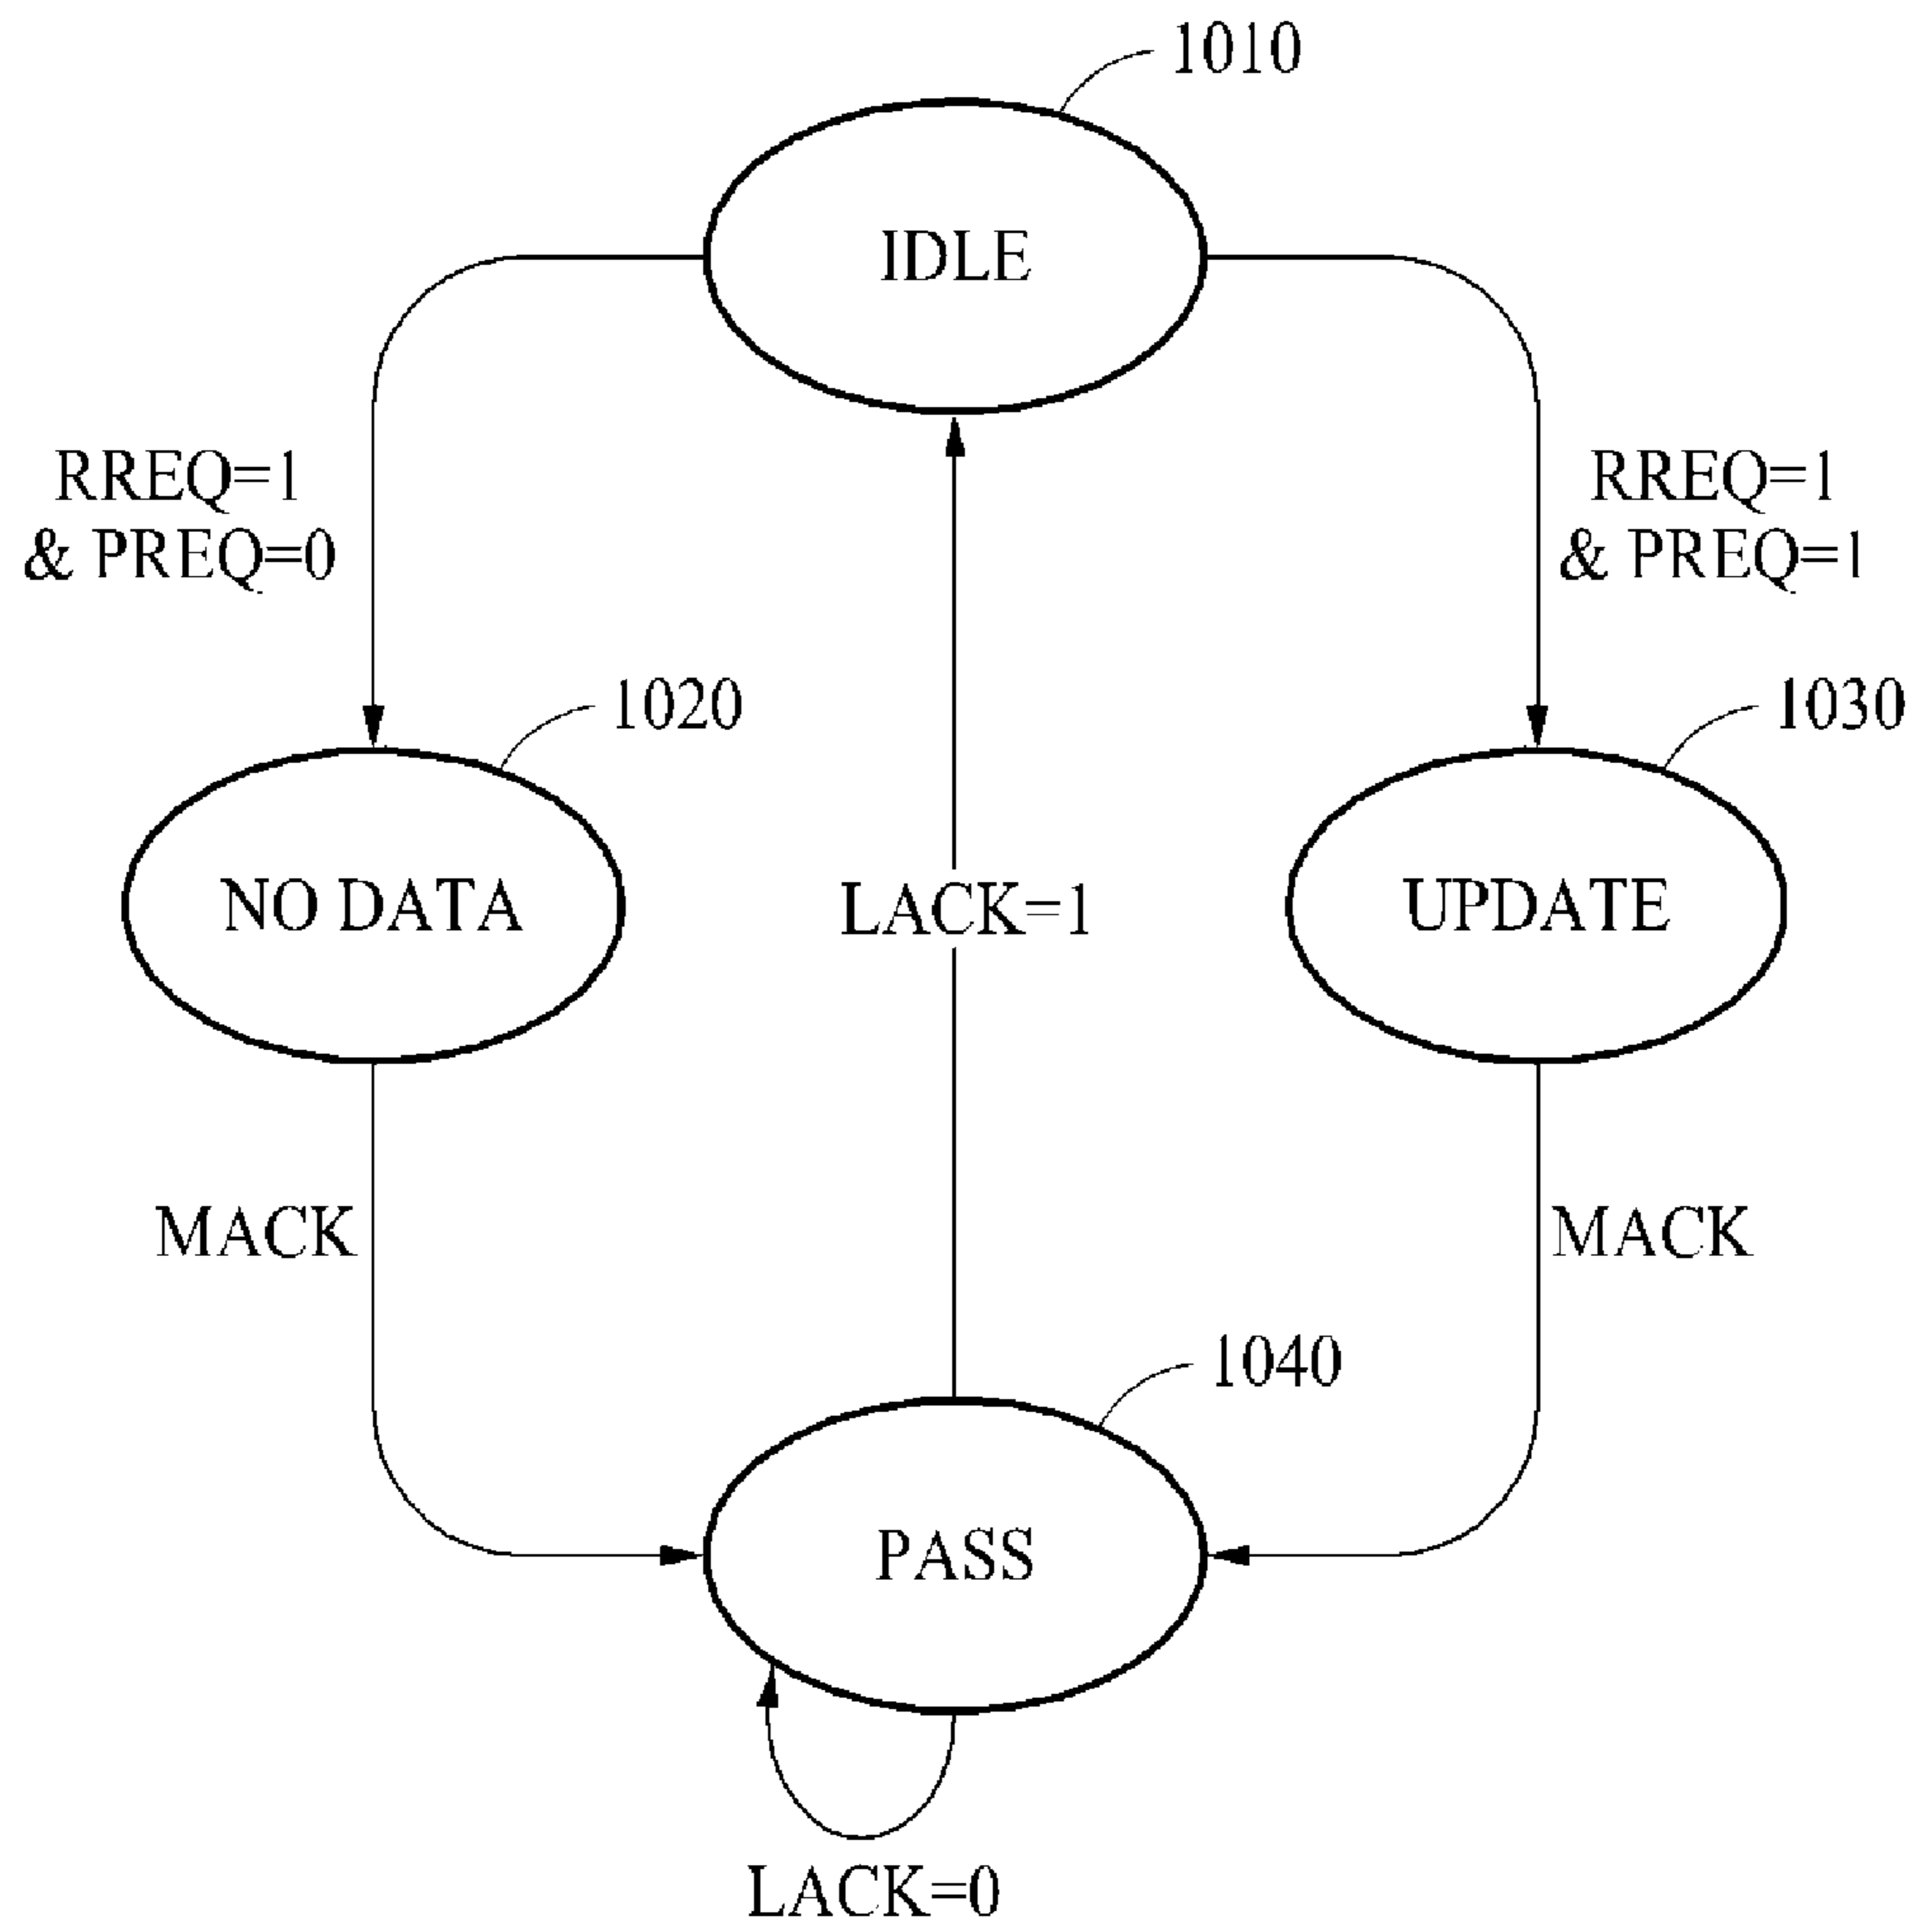 1010
IDLE
RREQ=1
& PREQ=0
RREQ=1
& PREQ=1
1020
1030
NO DATA
LACK=1
UPDATE
MACK
MACK
1040
PASS
LACK=0